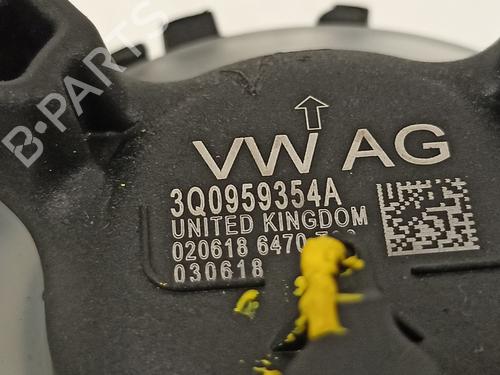 B-PARTS
VW AG
3Q0959354A
UNITED KINGDOM
020618 6470
030618